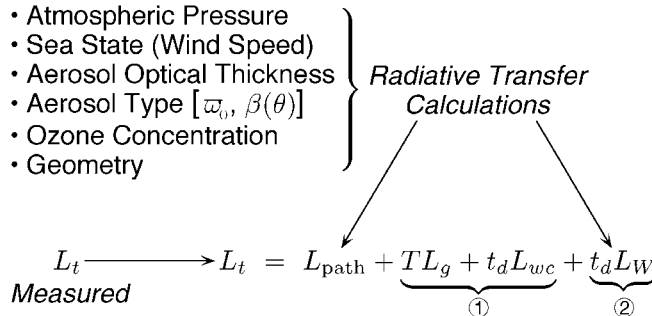 • Atmospheric Pressure
• Sea State (Wind Speed)
• Aerosol Optical Thickness
• Aerosol Type [ϖ₀, β(θ)]
• Ozone Concentration
• Geometry
Radiative Transfer
Calculations
L_t → L_t = L_path + T L_g + t_d L_wc + t_d L_W
Measured
① ②